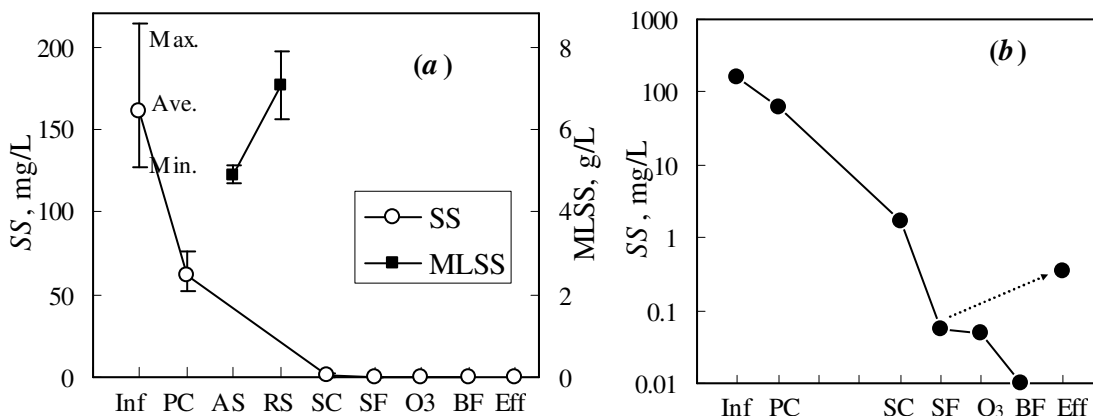 (a)
SS, mg/L
200
150
100
50
0
Max.
Ave.
Min.
SS
MLSS
8
6
4
2
0
MLSS, g/L
Inf PC AS RS SC SF O3 BF Eff
(b)
SS, mg/L
1000
100
10
1
0.1
0.01
Inf PC SC SF O₃ BF Eff